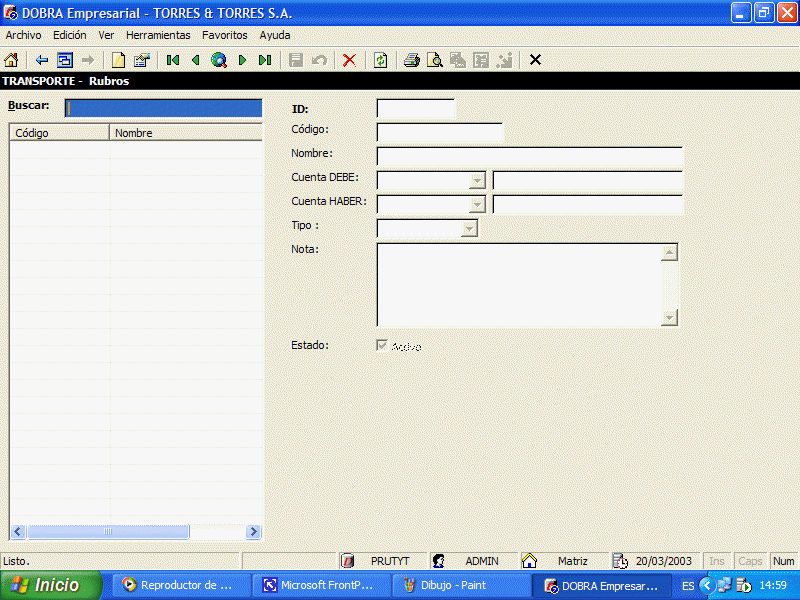 DOBRA Empresarial - TORRES & TORRES S.A.
Archivo Edición Ver Herramientas Favoritos Ayuda
TRANSPORTE - Rubros
Buscar:
Código Nombre
ID:
Código:
Nombre:
Cuenta DEBE:
Cuenta HABER:
Tipo :
Nota:
Estado: Activo
Listo. PRUTYT ADMIN Matriz 20/03/2003 Ins Caps Num
Inicio Reproductor de ... Microsoft FrontP... Dibujo - Paint DOBRA Empresar... ES 14:59